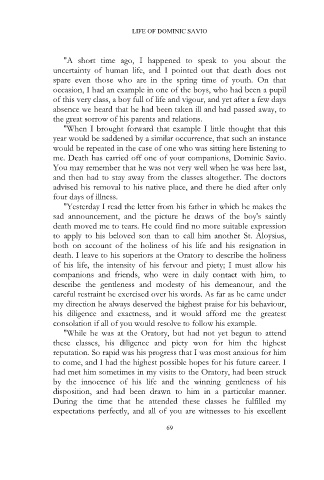 LIFE OF DOMINIC SAVIO
"A short time ago, I happened to speak to you about the
uncertainty of human life, and I pointed out that death does not
spare even those who are in the spring time of youth. On that
occasion, I had an example in one of the boys, who had been a pupil
of this very class, a boy full of life and vigour, and yet after a few days
absence we heard that he had been taken ill and had passed away, to
the great sorrow of his parents and relations.
"When I brought forward that example I little thought that this
year would be saddened by a similar occurrence, that such an instance
would be repeated in the case of one who was sitting here listening to
me. Death has carried off one of your companions, Dominic Savio.
You may remember that he was not very well when he was here last,
and then had to stay away from the classes altogether. The doctors
advised his removal to his native place, and there he died after only
four days of illness.
"Yesterday I read the letter from his father in which he makes the
sad announcement, and the picture he draws of the boy's saintly
death moved me to tears. He could find no more suitable expression
to apply to his beloved son than to call him another St. Aloysius,
both on account of the holiness of his life and his resignation in
death. I leave to his superiors at the Oratory to describe the holiness
of his life, the intensity of his fervour and piety; I must allow his
companions and friends, who were in daily contact with him, to
describe the gentleness and modesty of his demeanour, and the
careful restraint he exercised over his words. As far as he came under
my direction he always deserved the highest praise for his behaviour,
his diligence and exactness, and it would afford me the greatest
consolation if all of you would resolve to follow his example.
"While he was at the Oratory, but had not yet begun to attend
these classes, his diligence and piety won for him the highest
reputation. So rapid was his progress that I was most anxious for him
to come, and I had the highest possible hopes for his future career. I
had met him sometimes in my visits to the Oratory, had been struck
by the innocence of his life and the winning gentleness of his
disposition, and had been drawn to him in a particular manner.
During the time that he attended these classes he fulfilled my
expectations perfectly, and all of you are witnesses to his excellent
69